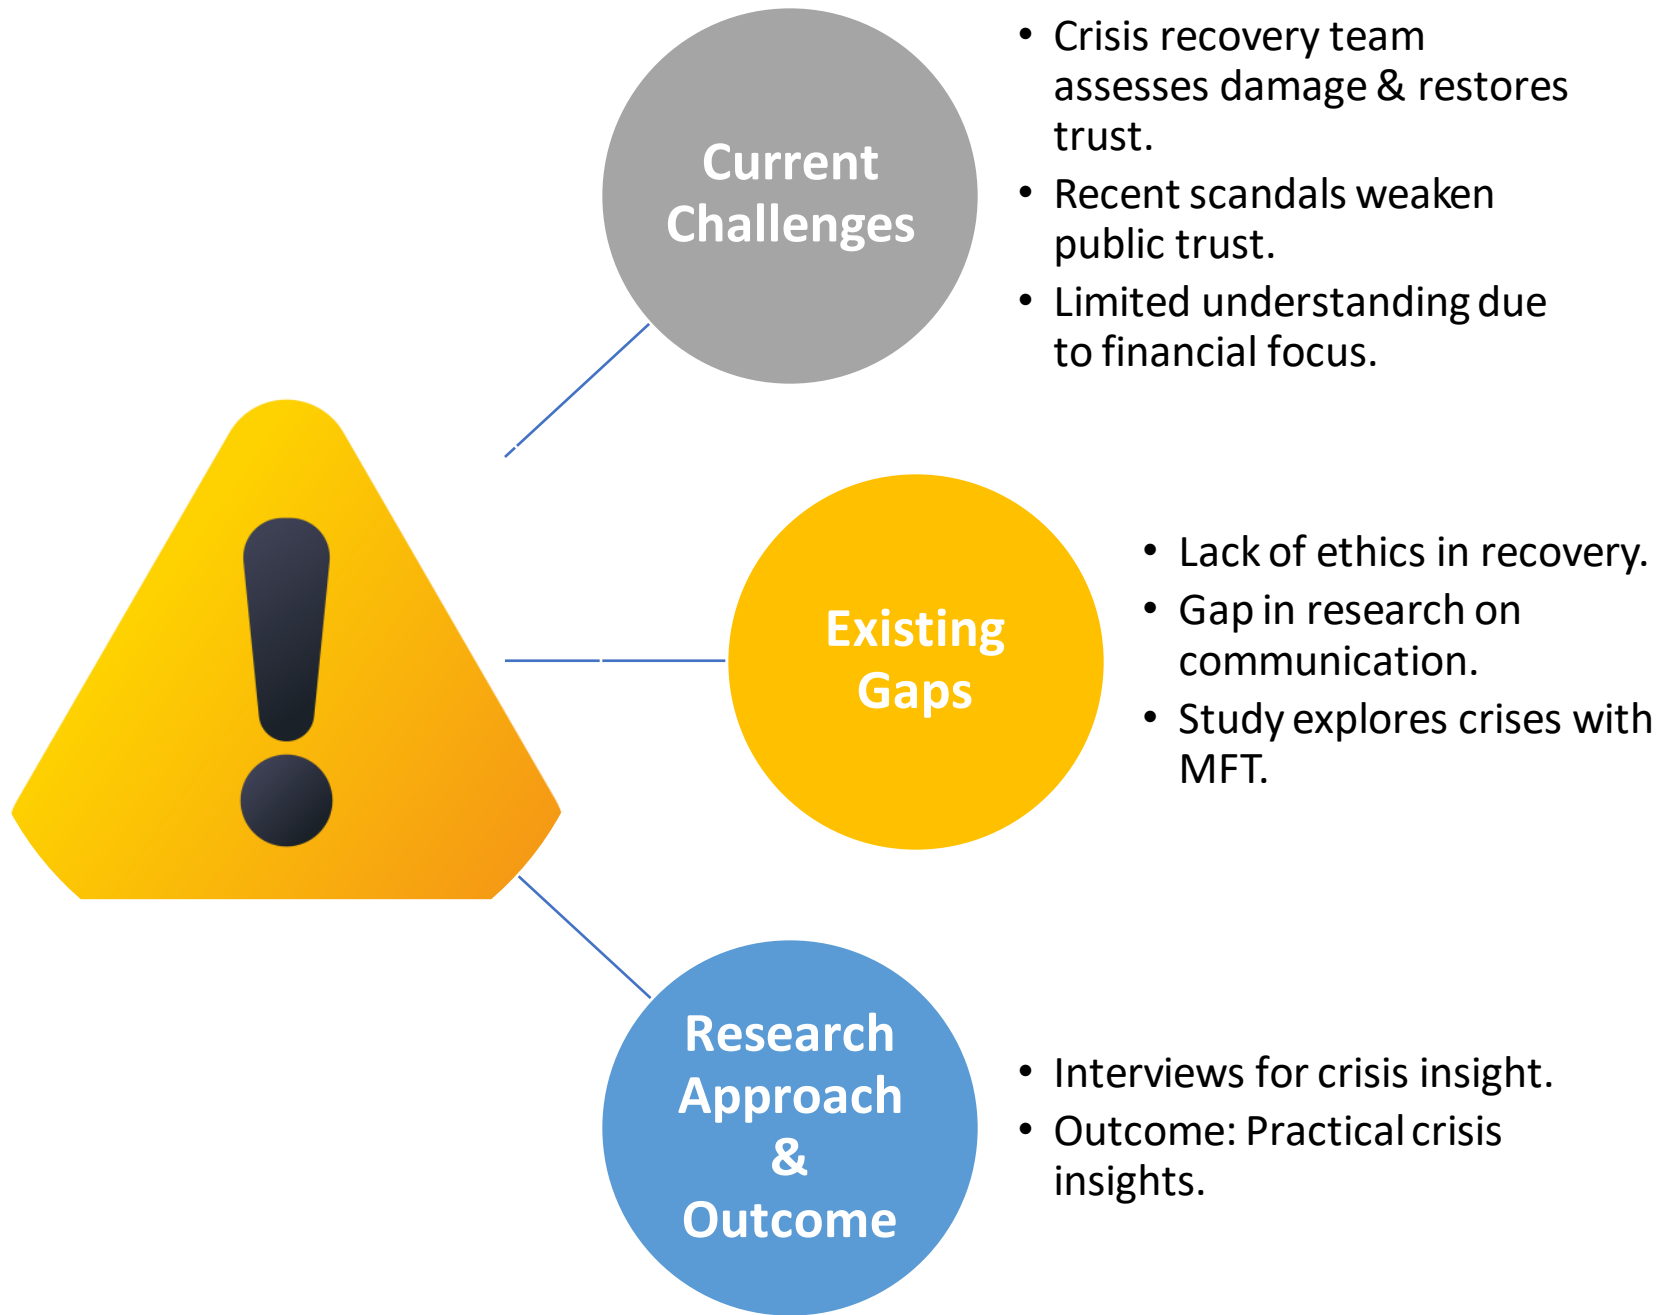 Current
Challenges
• Crisis recovery team
assesses damage & restores
trust.
• Recent scandals weaken
public trust.
• Limited understanding due
to financial focus.
Existing
Gaps
• Lack of ethics in recovery.
• Gap in research on
communication.
• Study explores crises with
MFT.
Research
Approach
&
Outcome
• Interviews for crisis insight.
• Outcome: Practical crisis
insights.